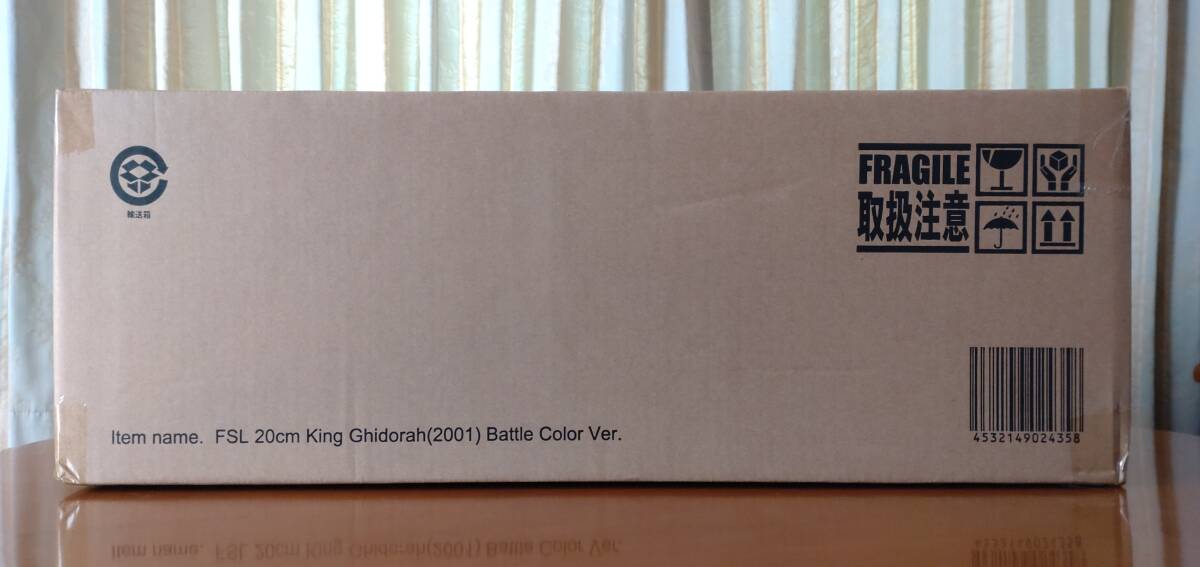 輸送箱
FRAGILE
取扱注意
4532149024358
Item name. FSL 20cm King Ghidorah(2001) Battle Color Ver.